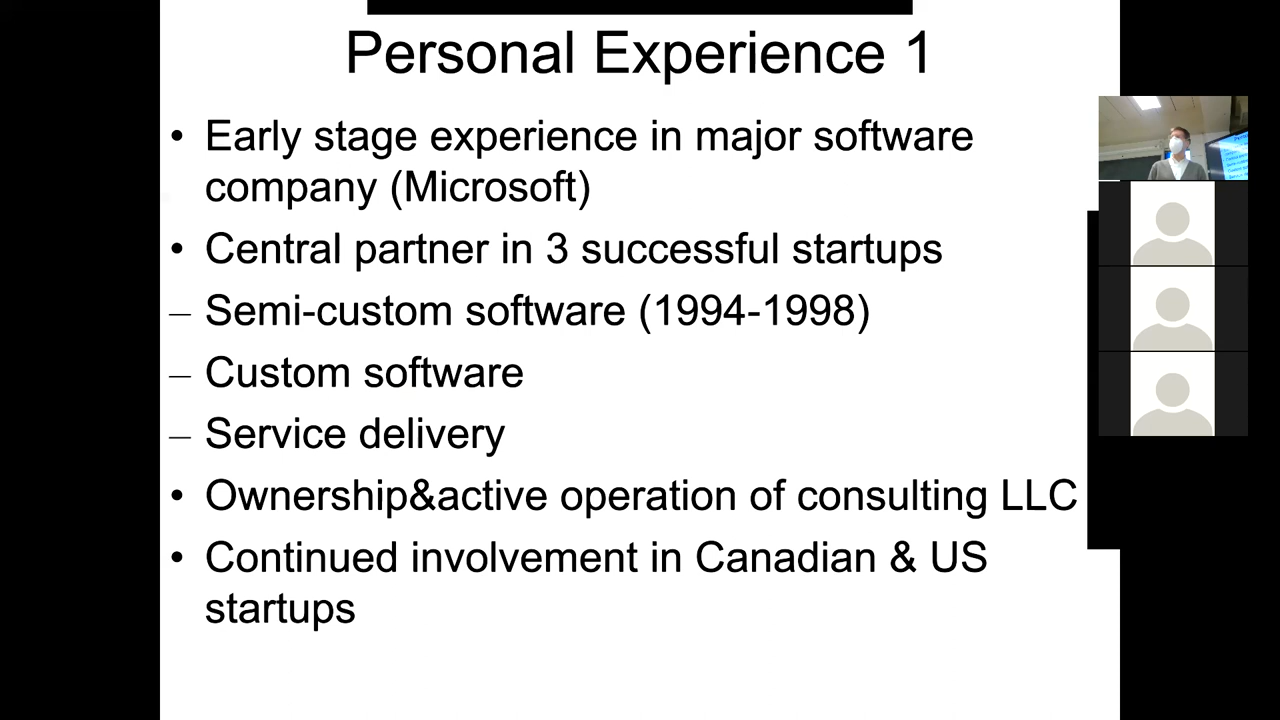 Personal Experience 1
• Early stage experience in major software
company (Microsoft)
• Central partner in 3 successful startups
– Semi-custom software (1994-1998)
– Custom software
– Service delivery
• Ownership&active operation of consulting LLC
• Continued involvement in Canadian & US
startups